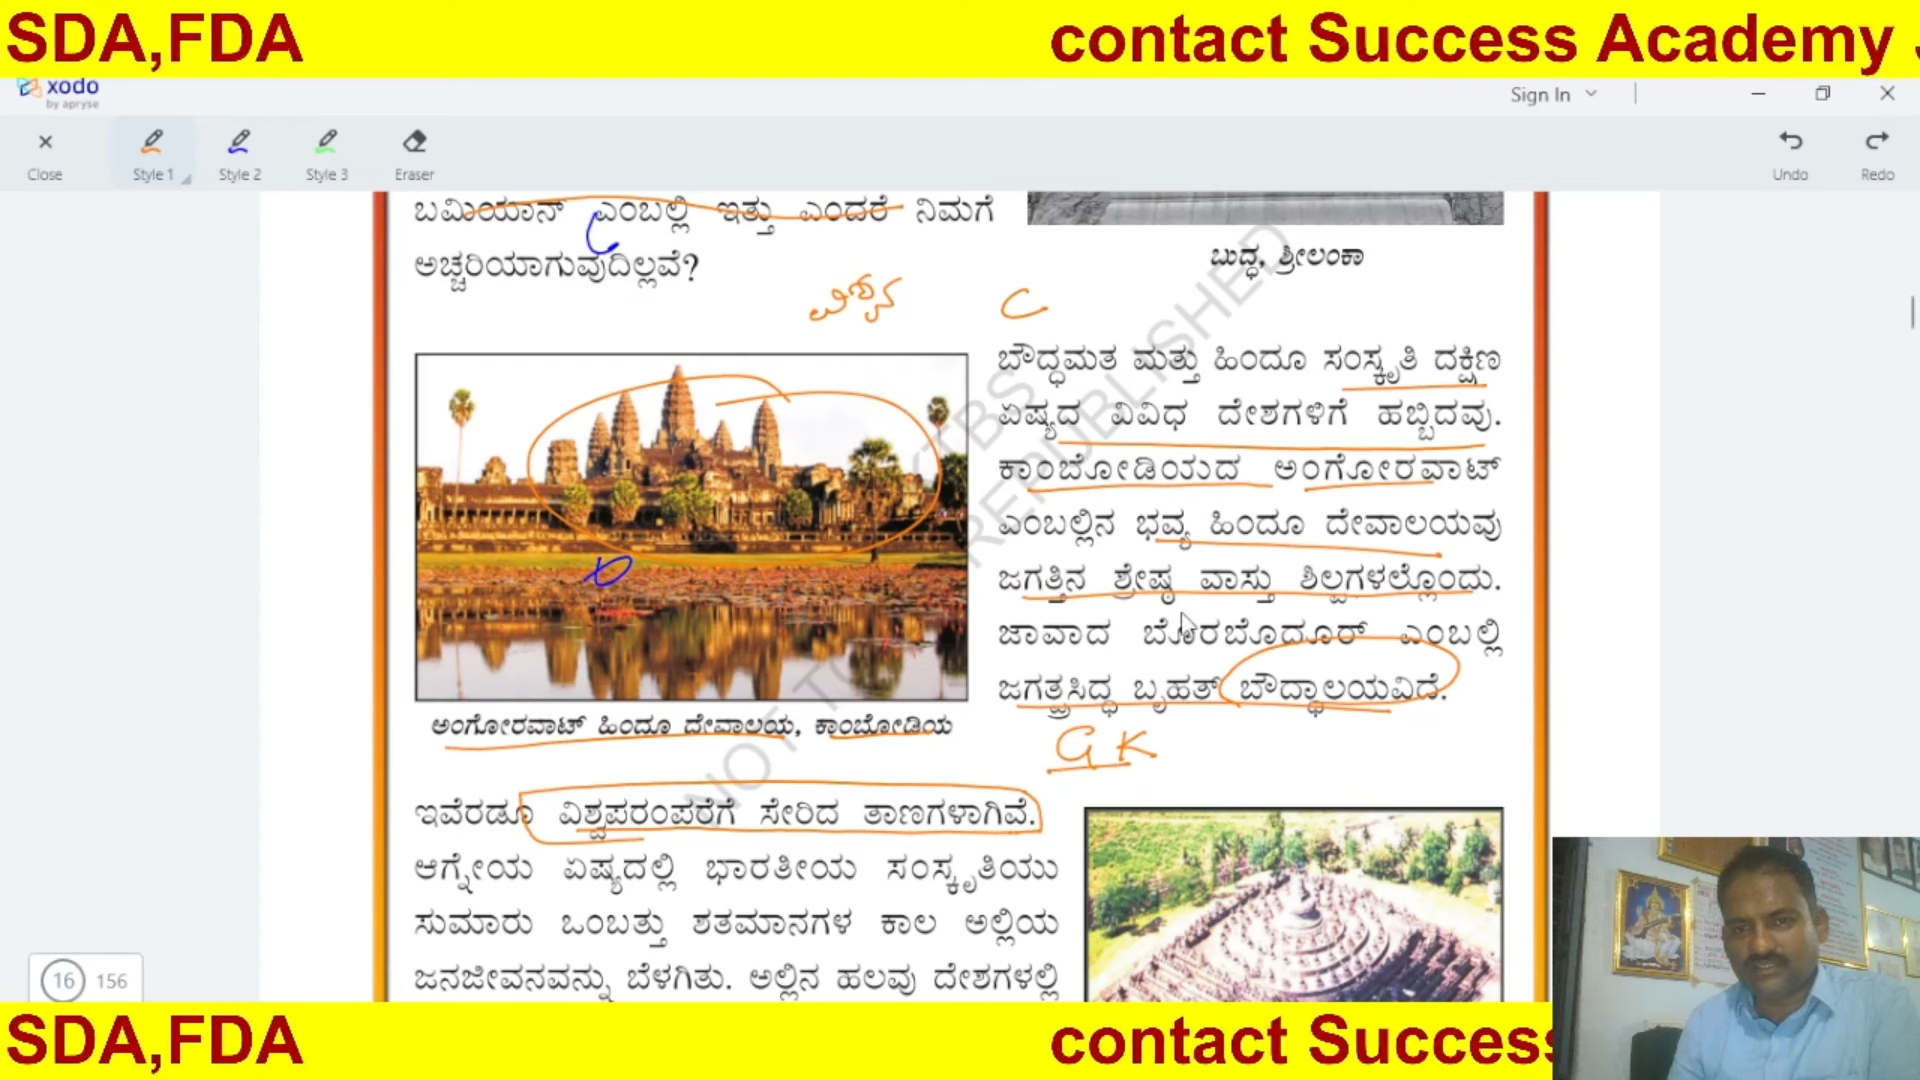 SDA,FDA
contact Success Academy
xodo
by apryse
Sign In
Close
Style 1
Style 2
Style 3
Eraser
Undo
Redo
ಬಮಿಯಾನ್ ಎಂಬಲ್ಲಿ ಇತ್ತು ಎಂದರೆ ನಿಮಗೆ
ಅಚ್ಚರಿಯಾಗುವುದಿಲ್ಲವೆ?
ಬುದ್ಧ, ಶ್ರೀಲಂಕಾ
ಬೌದ್ಧಮತ ಮತ್ತು ಹಿಂದೂ ಸಂಸ್ಕೃತಿ ದಕ್ಷಿಣ
ಏಷ್ಯದ ವಿವಿಧ ದೇಶಗಳಿಗೆ ಹಬ್ಬಿದವು.
ಕಾಂಬೋಡಿಯದ ಅಂಗೋರವಾಟ್
ಎಂಬಲ್ಲಿನ ಭವ್ಯ ಹಿಂದೂ ದೇವಾಲಯವು
ಜಗತ್ತಿನ ಶ್ರೇಷ್ಠ ವಾಸ್ತು ಶಿಲ್ಪಗಳಲ್ಲೊಂದು.
ಜಾವಾದ ಬೊರಬೊದೂರ್ ಎಂಬಲ್ಲಿ
ಜಗತ್ಪ್ರಸಿದ್ಧ ಬೃಹತ್ ಬೌದ್ಧಾಲಯವಿದೆ.
ಅಂಗೋರವಾಟ್ ಹಿಂದೂ ದೇವಾಲಯ, ಕಾಂಬೋಡಿಯ
GK
ಇವೆರಡೂ ವಿಶ್ವಪರಂಪರೆಗೆ ಸೇರಿದ ತಾಣಗಳಾಗಿವೆ.
ಆಗ್ನೇಯ ಏಷ್ಯದಲ್ಲಿ ಭಾರತೀಯ ಸಂಸ್ಕೃತಿಯು
ಸುಮಾರು ಒಂಬತ್ತು ಶತಮಾನಗಳ ಕಾಲ ಅಲ್ಲಿಯ
ಜನಜೀವನವನ್ನು ಬೆಳಗಿತು. ಅಲ್ಲಿನ ಹಲವು ದೇಶಗಳಲ್ಲಿ
16 156
SDA,FDA
contact Success